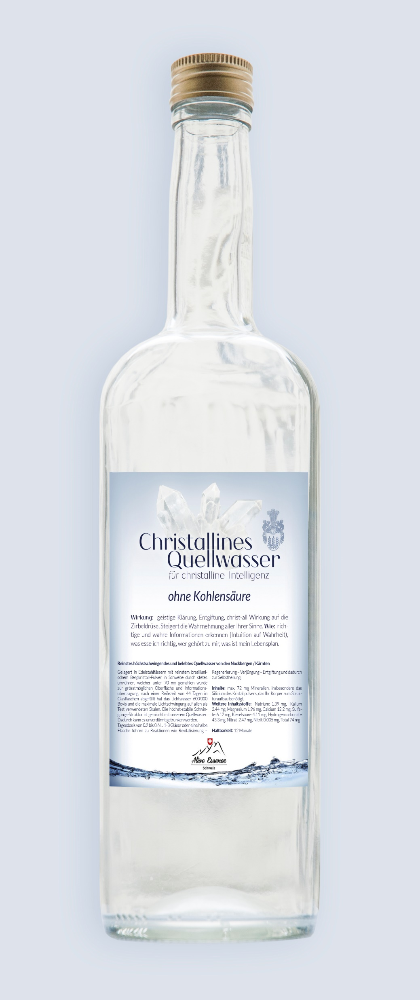 Christallines
Quellwasser
für christalline Intelligenz
ohne Kohlensäure
Wirkung: geistige Klärung, Entgiftung, christ-all Wirkung auf die
Zirbeldrüse, Steigert die Wahrnehmung aller Ihrer Sinne. Wie: rich-
tige und wahre Informationen erkennen (Intuition auf Wahrheit),
was esse ich richtig, wer gehört zu mir, was ist mein Lebensplan.
Reinstes höchstschwingendes und belebtes Quellwasser von den Nockbergen / Kärnten
Gelagert in Edelstahlfässern mit reinstem brasiliani-
schem Bergkristall-Pulver in Schwebe durch stetes
umrühren, welcher unter 70 my gemahlen wurde
zur grösstmöglichen Oberfläche und Informations-
übertragung, nach einer Reifezeit von 44 Tagen in
Glasflaschen abgefüllt hat das Lichtwasser 600'000
Bovis und die maximale Lichtschwingung auf allen als
Test verwendeten Skalen. Die höchst-stabile Schwin-
gungs-Struktur ist gemischt mit unserem Quellwasser.
Dadurch kann es unverdünnt getrunken werden.
Tagesdosis von 0.2 bis 0.6 L. 1-3 Gläser oder eine halbe
Flasche führen zu Reaktionen wie Revitalisierung –
Regenerierung – Verjüngung – Entgiftung und dadurch
zur Selbstheilung.
Inhalte: max. 72 mg Mineralien, insbesondere das
Silizium des Kristallpulvers, das Ihr Körper zum Struk-
turaufbau benötigt.
Weitere Inhaltsstoffe: Natrium: 1.39 mg, Kalium
2.44 mg, Magnesium 1.96 mg, Calcium 12.2 mg, Sulfa-
te 6.12 mg, Kieselsäure 4.11 mg, Hydrogencarbonate
43.3 mg, Nitrat 2.47 mg, Nitrit 0.005 mg, Total 74 mg
Haltbarkeit: 12 Monate
Alive Essence
Schweiz